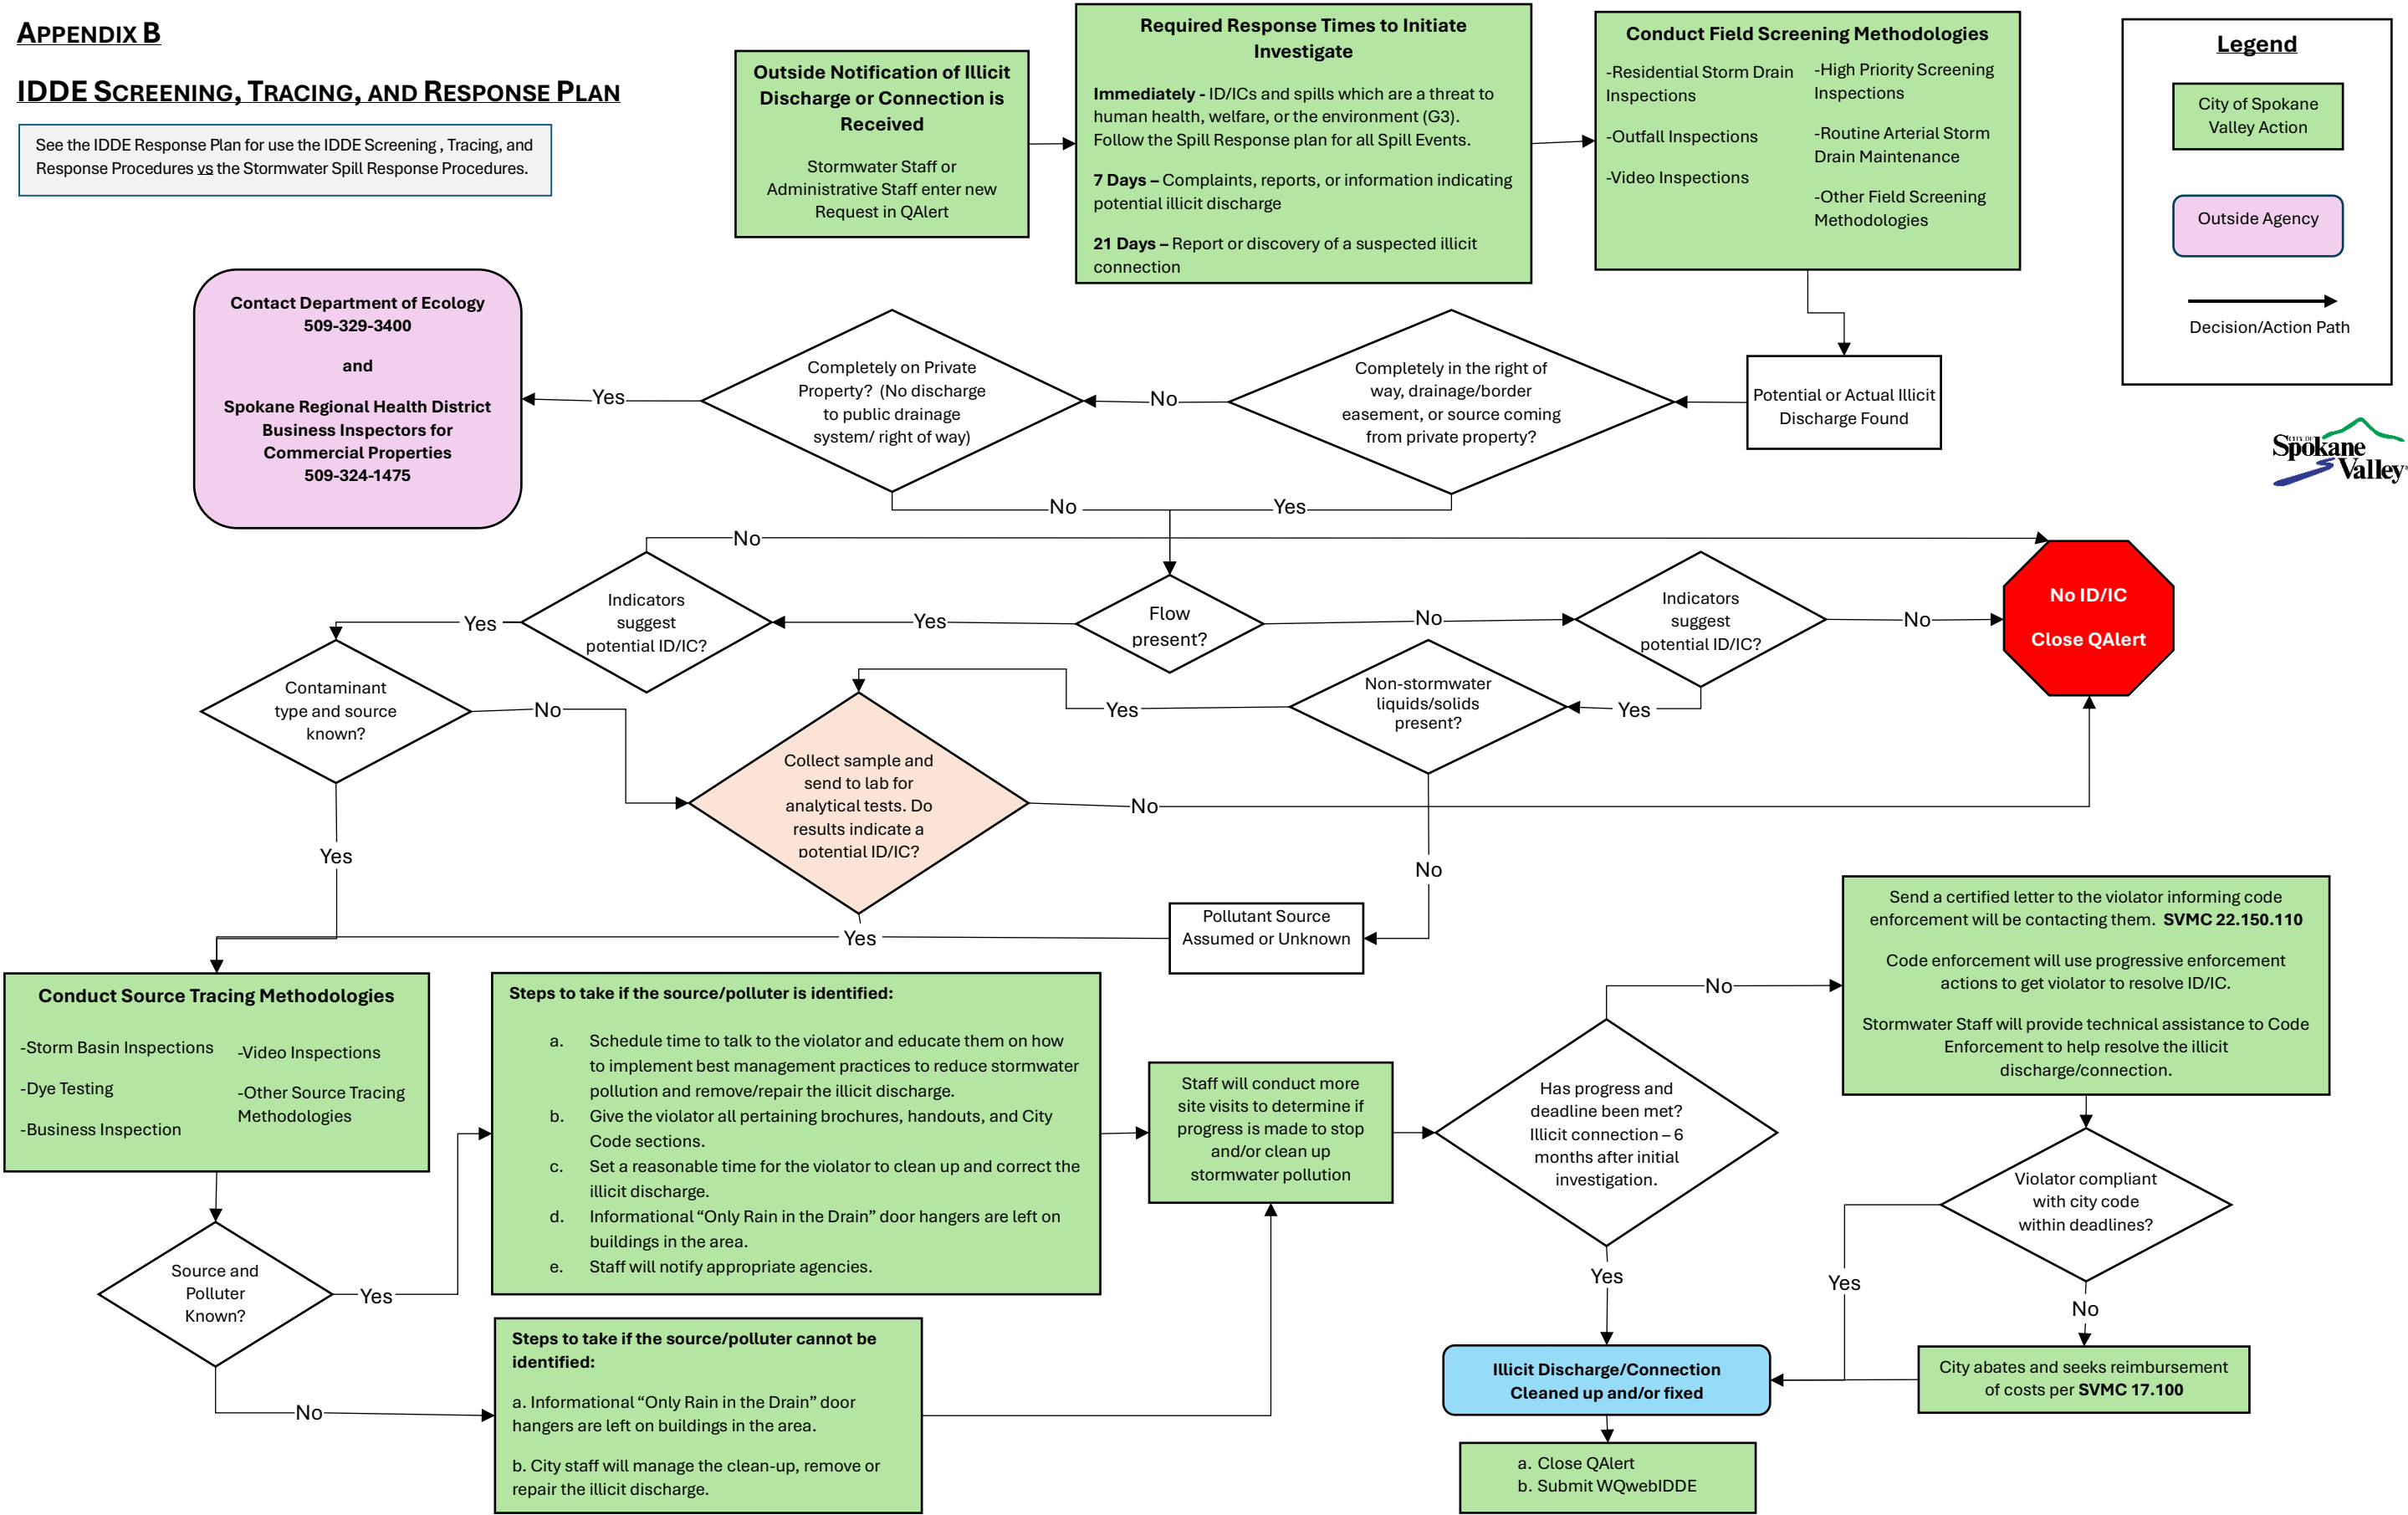 APPENDIX B
IDDE SCREENING, TRACING, AND RESPONSE PLAN
See the IDDE Response Plan for use the IDDE Screening , Tracing, and
Response Procedures vs the Stormwater Spill Response Procedures.
Outside Notification of Illicit
Discharge or Connection is
Received
Stormwater Staff or
Administrative Staff enter new
Request in QAlert
Required Response Times to Initiate
Investigate
Immediately - ID/ICs and spills which are a threat to
human health, welfare, or the environment (G3).
Follow the Spill Response plan for all Spill Events.
7 Days – Complaints, reports, or information indicating
potential illicit discharge
21 Days – Report or discovery of a suspected illicit
connection
Conduct Field Screening Methodologies
-Residential Storm Drain
Inspections
-Outfall Inspections
-Video Inspections
-High Priority Screening
Inspections
-Routine Arterial Storm
Drain Maintenance
-Other Field Screening
Methodologies
Legend
City of Spokane
Valley Action
Outside Agency
Decision/Action Path
CITY OF
Spokane
Valley
Potential or Actual Illicit
Discharge Found
Completely in the right of
way, drainage/border
easement, or source coming
from private property?
No
Completely on Private
Property? (No discharge
to public drainage
system/ right of way)
Yes
Contact Department of Ecology
509-329-3400
and
Spokane Regional Health District
Business Inspectors for
Commercial Properties
509-324-1475
No
Yes
No
Flow
present?
Yes
Indicators
suggest
potential ID/IC?
Yes
No
Indicators
suggest
potential ID/IC?
No
No ID/IC
Close QAlert
Contaminant
type and source
known?
No
Yes
Non-stormwater
liquids/solids
present?
Yes
Yes
Collect sample and
send to lab for
analytical tests. Do
results indicate a
potential ID/IC?
No
No
Yes
Pollutant Source
Assumed or Unknown
Conduct Source Tracing Methodologies
-Storm Basin Inspections
-Dye Testing
-Business Inspection
-Video Inspections
-Other Source Tracing
Methodologies
Source and
Polluter
Known?
Yes
No
Steps to take if the source/polluter is identified:
a. Schedule time to talk to the violator and educate them on how
to implement best management practices to reduce stormwater
pollution and remove/repair the illicit discharge.
b. Give the violator all pertaining brochures, handouts, and City
Code sections.
c. Set a reasonable time for the violator to clean up and correct the
illicit discharge.
d. Informational “Only Rain in the Drain” door hangers are left on
buildings in the area.
e. Staff will notify appropriate agencies.
Steps to take if the source/polluter cannot be
identified:
a. Informational “Only Rain in the Drain” door
hangers are left on buildings in the area.
b. City staff will manage the clean-up, remove or
repair the illicit discharge.
Staff will conduct more
site visits to determine if
progress is made to stop
and/or clean up
stormwater pollution
Has progress and
deadline been met?
Illicit connection – 6
months after initial
investigation.
No
Yes
Send a certified letter to the violator informing code
enforcement will be contacting them. SVMC 22.150.110
Code enforcement will use progressive enforcement
actions to get violator to resolve ID/IC.
Stormwater Staff will provide technical assistance to Code
Enforcement to help resolve the illicit
discharge/connection.
Violator compliant
with city code
within deadlines?
Yes
No
City abates and seeks reimbursement
of costs per SVMC 17.100
Illicit Discharge/Connection
Cleaned up and/or fixed
a. Close QAlert
b. Submit WQwebIDDE